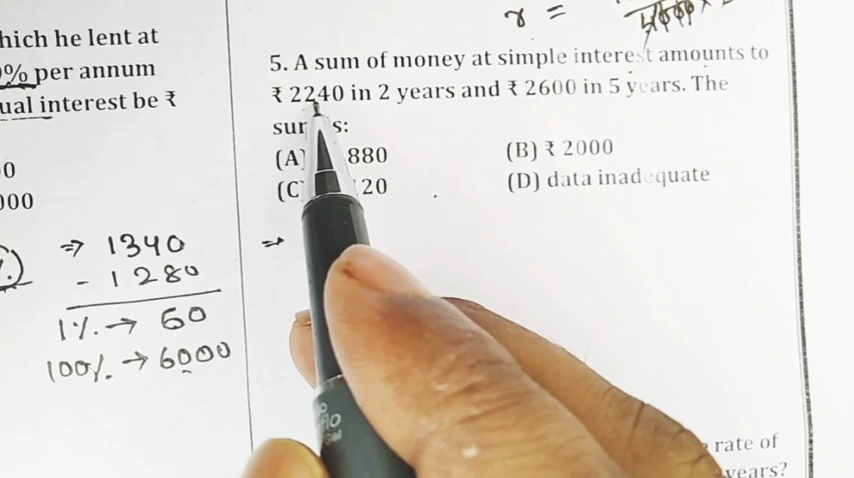 hich he lent at
% per annum
ual interest be ₹
0
000
⇒ 1340
- 1280
1% → 60
100% → 6000
r =
5. A sum of money at simple interest amounts to
₹ 2240 in 2 years and ₹ 2600 in 5 years. The
su s:
(A) 880 (B) ₹ 2000
(C 20 (D) data inadequate
⇒
rate of
years?